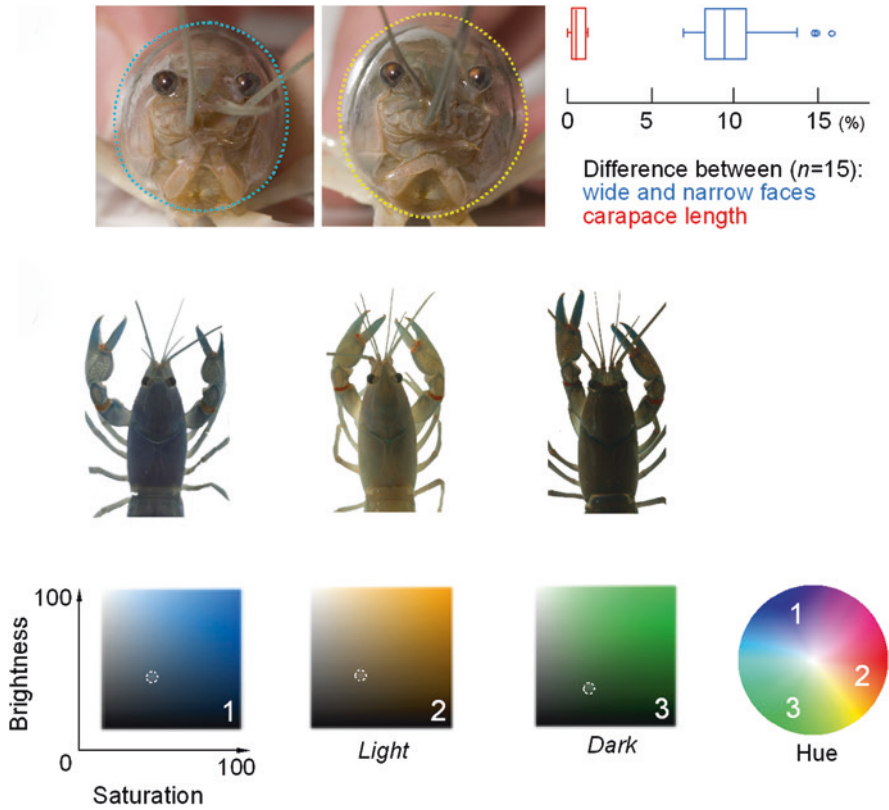 0 5 10 15 (%)
Difference between (n=15):
wide and narrow faces
carapace length
100
Brightness
0
1
2
3
1
2
3
100
Light
Dark
Hue
Saturation